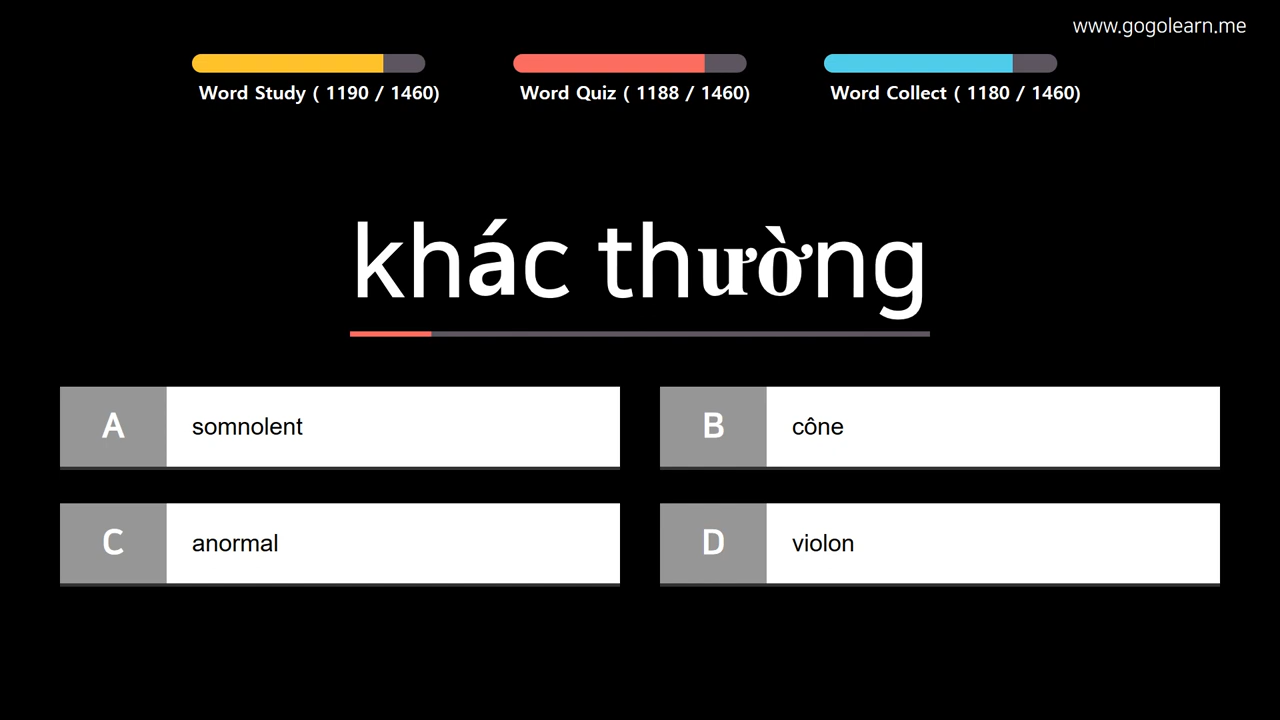 www.gogolearn.me
Word Study ( 1190 / 1460)
Word Quiz ( 1188 / 1460)
Word Collect ( 1180 / 1460)
khác thường
A somnolent
B cône
C anormal
D violon